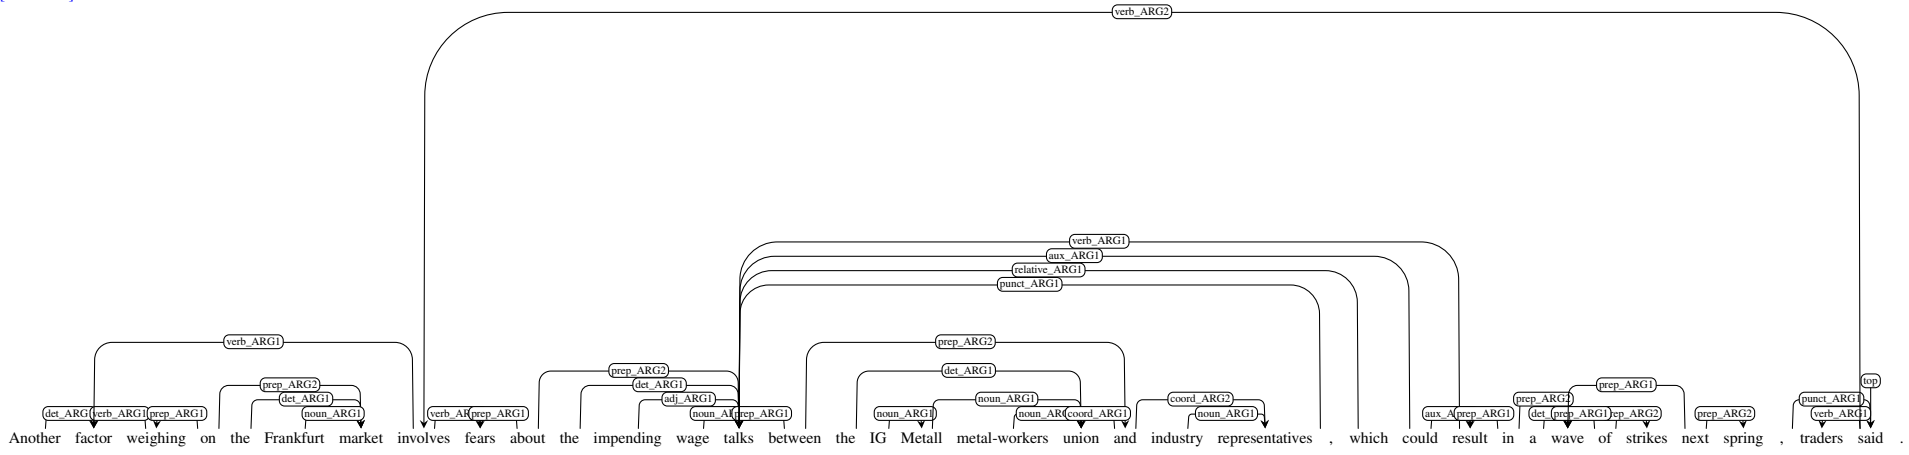 verb_ARG2
verb_ARG1
aux_ARG1
relative_ARG1
punct_ARG1
verb_ARG1 prep_ARG2
prep_ARG2 det_ARG1 top
prep_ARG2 det_ARG1 prep_ARG1
det_ARG1 adj_ARG1 noun_ARG1 coord_ARG2 prep_ARG2 punct_ARG1
verb_ARG1 prep_ARG1 noun_ARG1 prep_ARG1 prep_ARG1 noun_ARG1 coord_ARG1 noun_ARG1 prep_ARG1 prep_ARG1 prep_ARG2 verb_ARG1
Another factor weighing on the Frankfurt market involves fears about the impending wage talks between the IG Metall metal-workers union and industry representatives , which could result in a wave of strikes next spring , traders said .